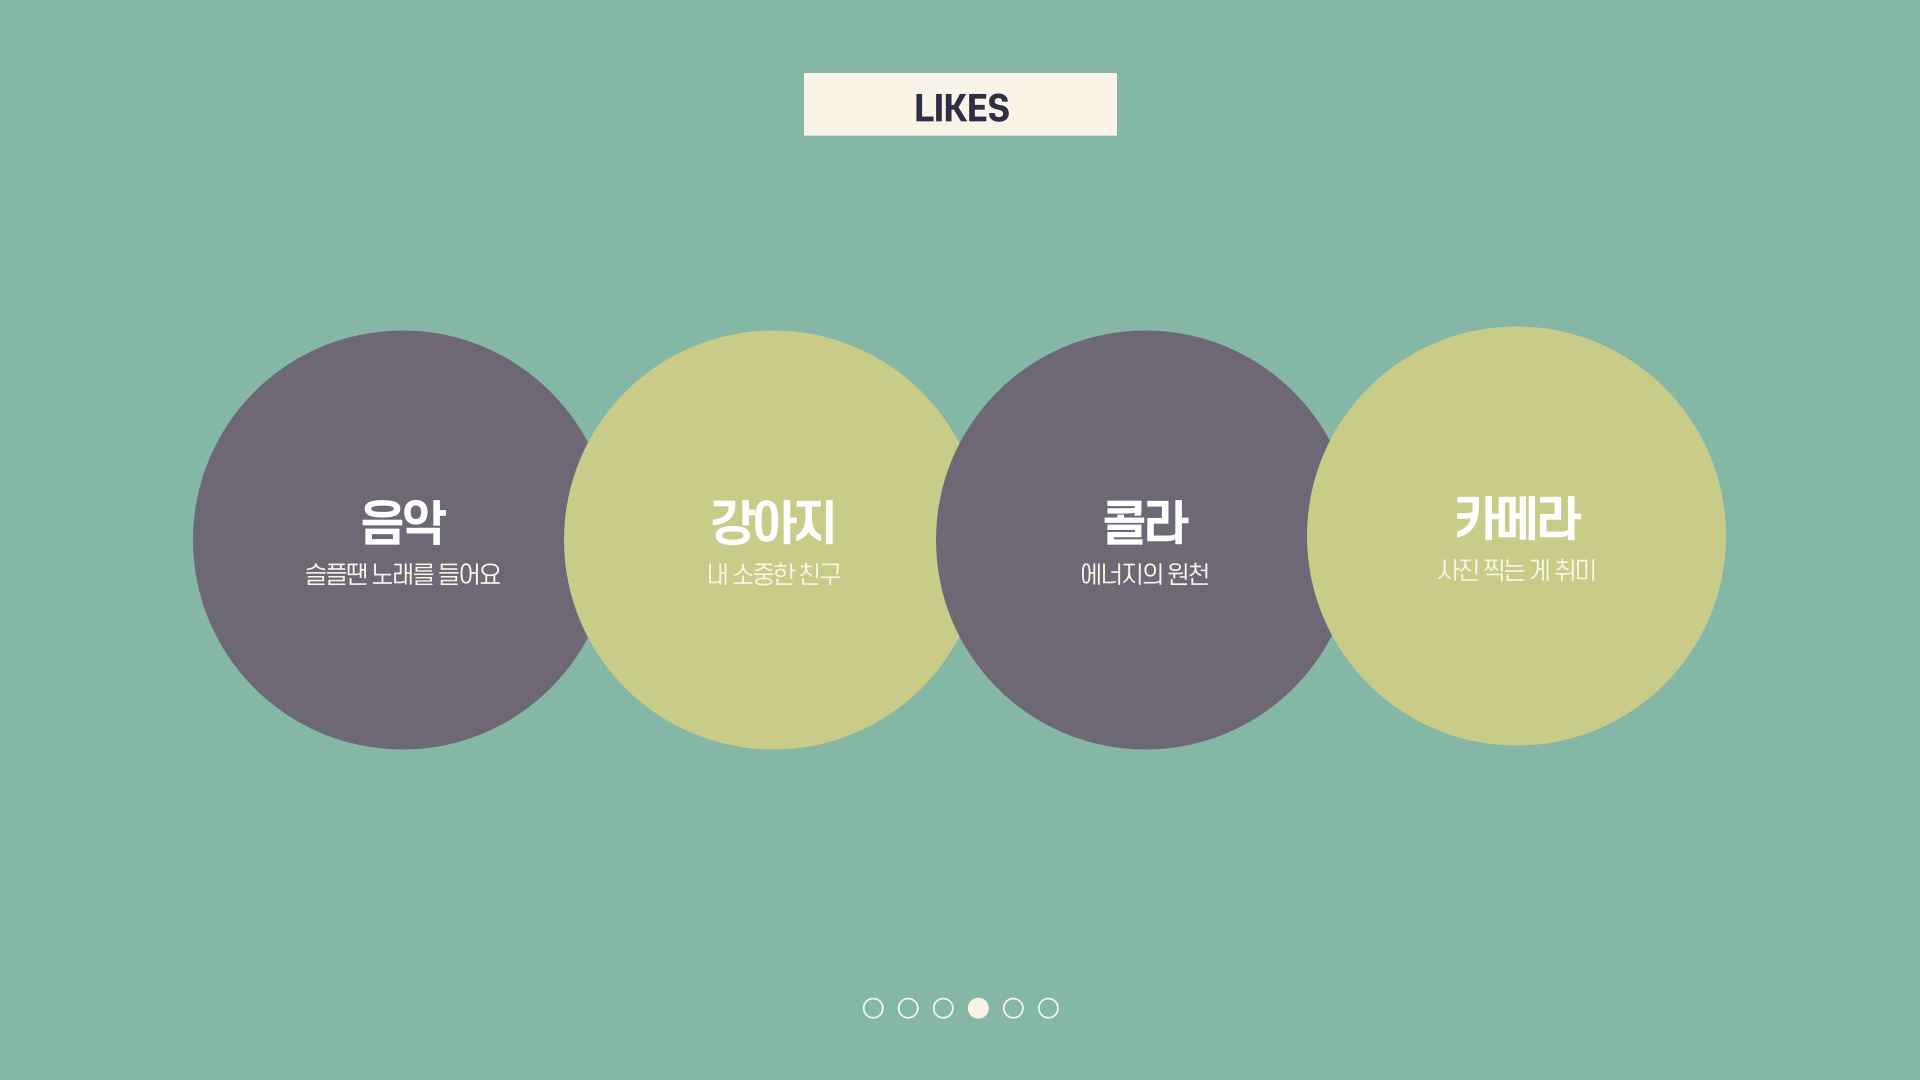 LIKES
음악
슬플땐 노래를 들어요
강아지
내 소중한 친구
콜라
에너지의 원천
카메라
사진 찍는 게 취미